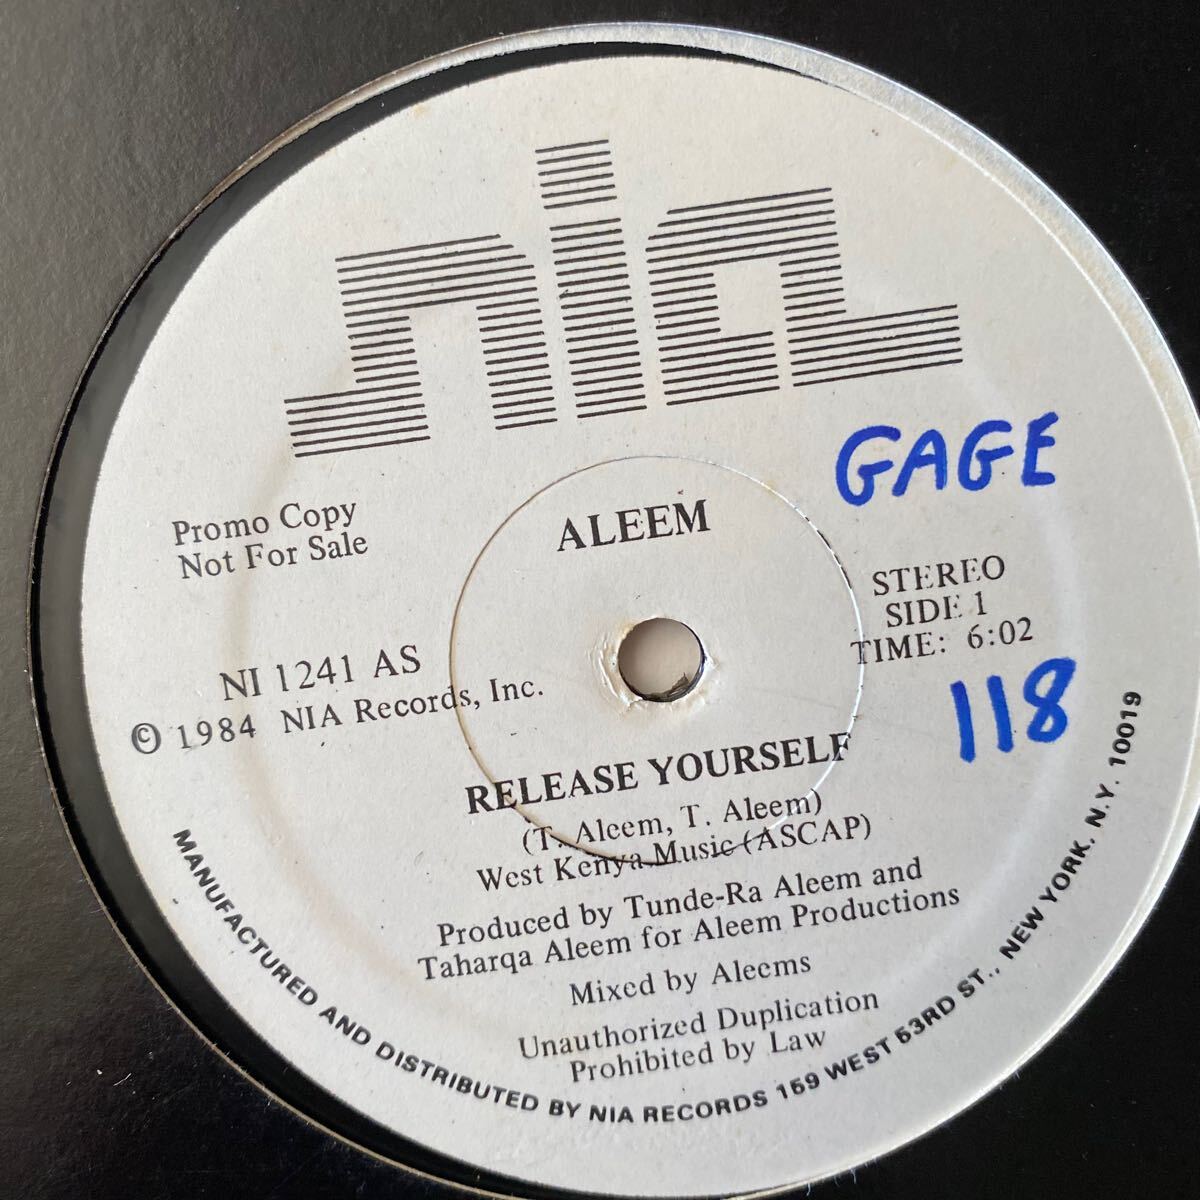 nia
GAGE
Promo Copy
Not For Sale
ALEEM
STEREO
SIDE 1
TIME: 6:02
NI 1241 AS
© 1984 NIA Records, Inc.
118
RELEASE YOURSELF
(T. Aleem, T. Aleem)
West Kenya Music (ASCAP)
Produced by Tunde-Ra Aleem and
Taharqa Aleem for Aleem Productions
Mixed by Aleems
Unauthorized Duplication
Prohibited by Law
MANUFACTURED AND DISTRIBUTED BY NIA RECORDS 159 WEST 53RD ST., NEW YORK, N.Y. 10019